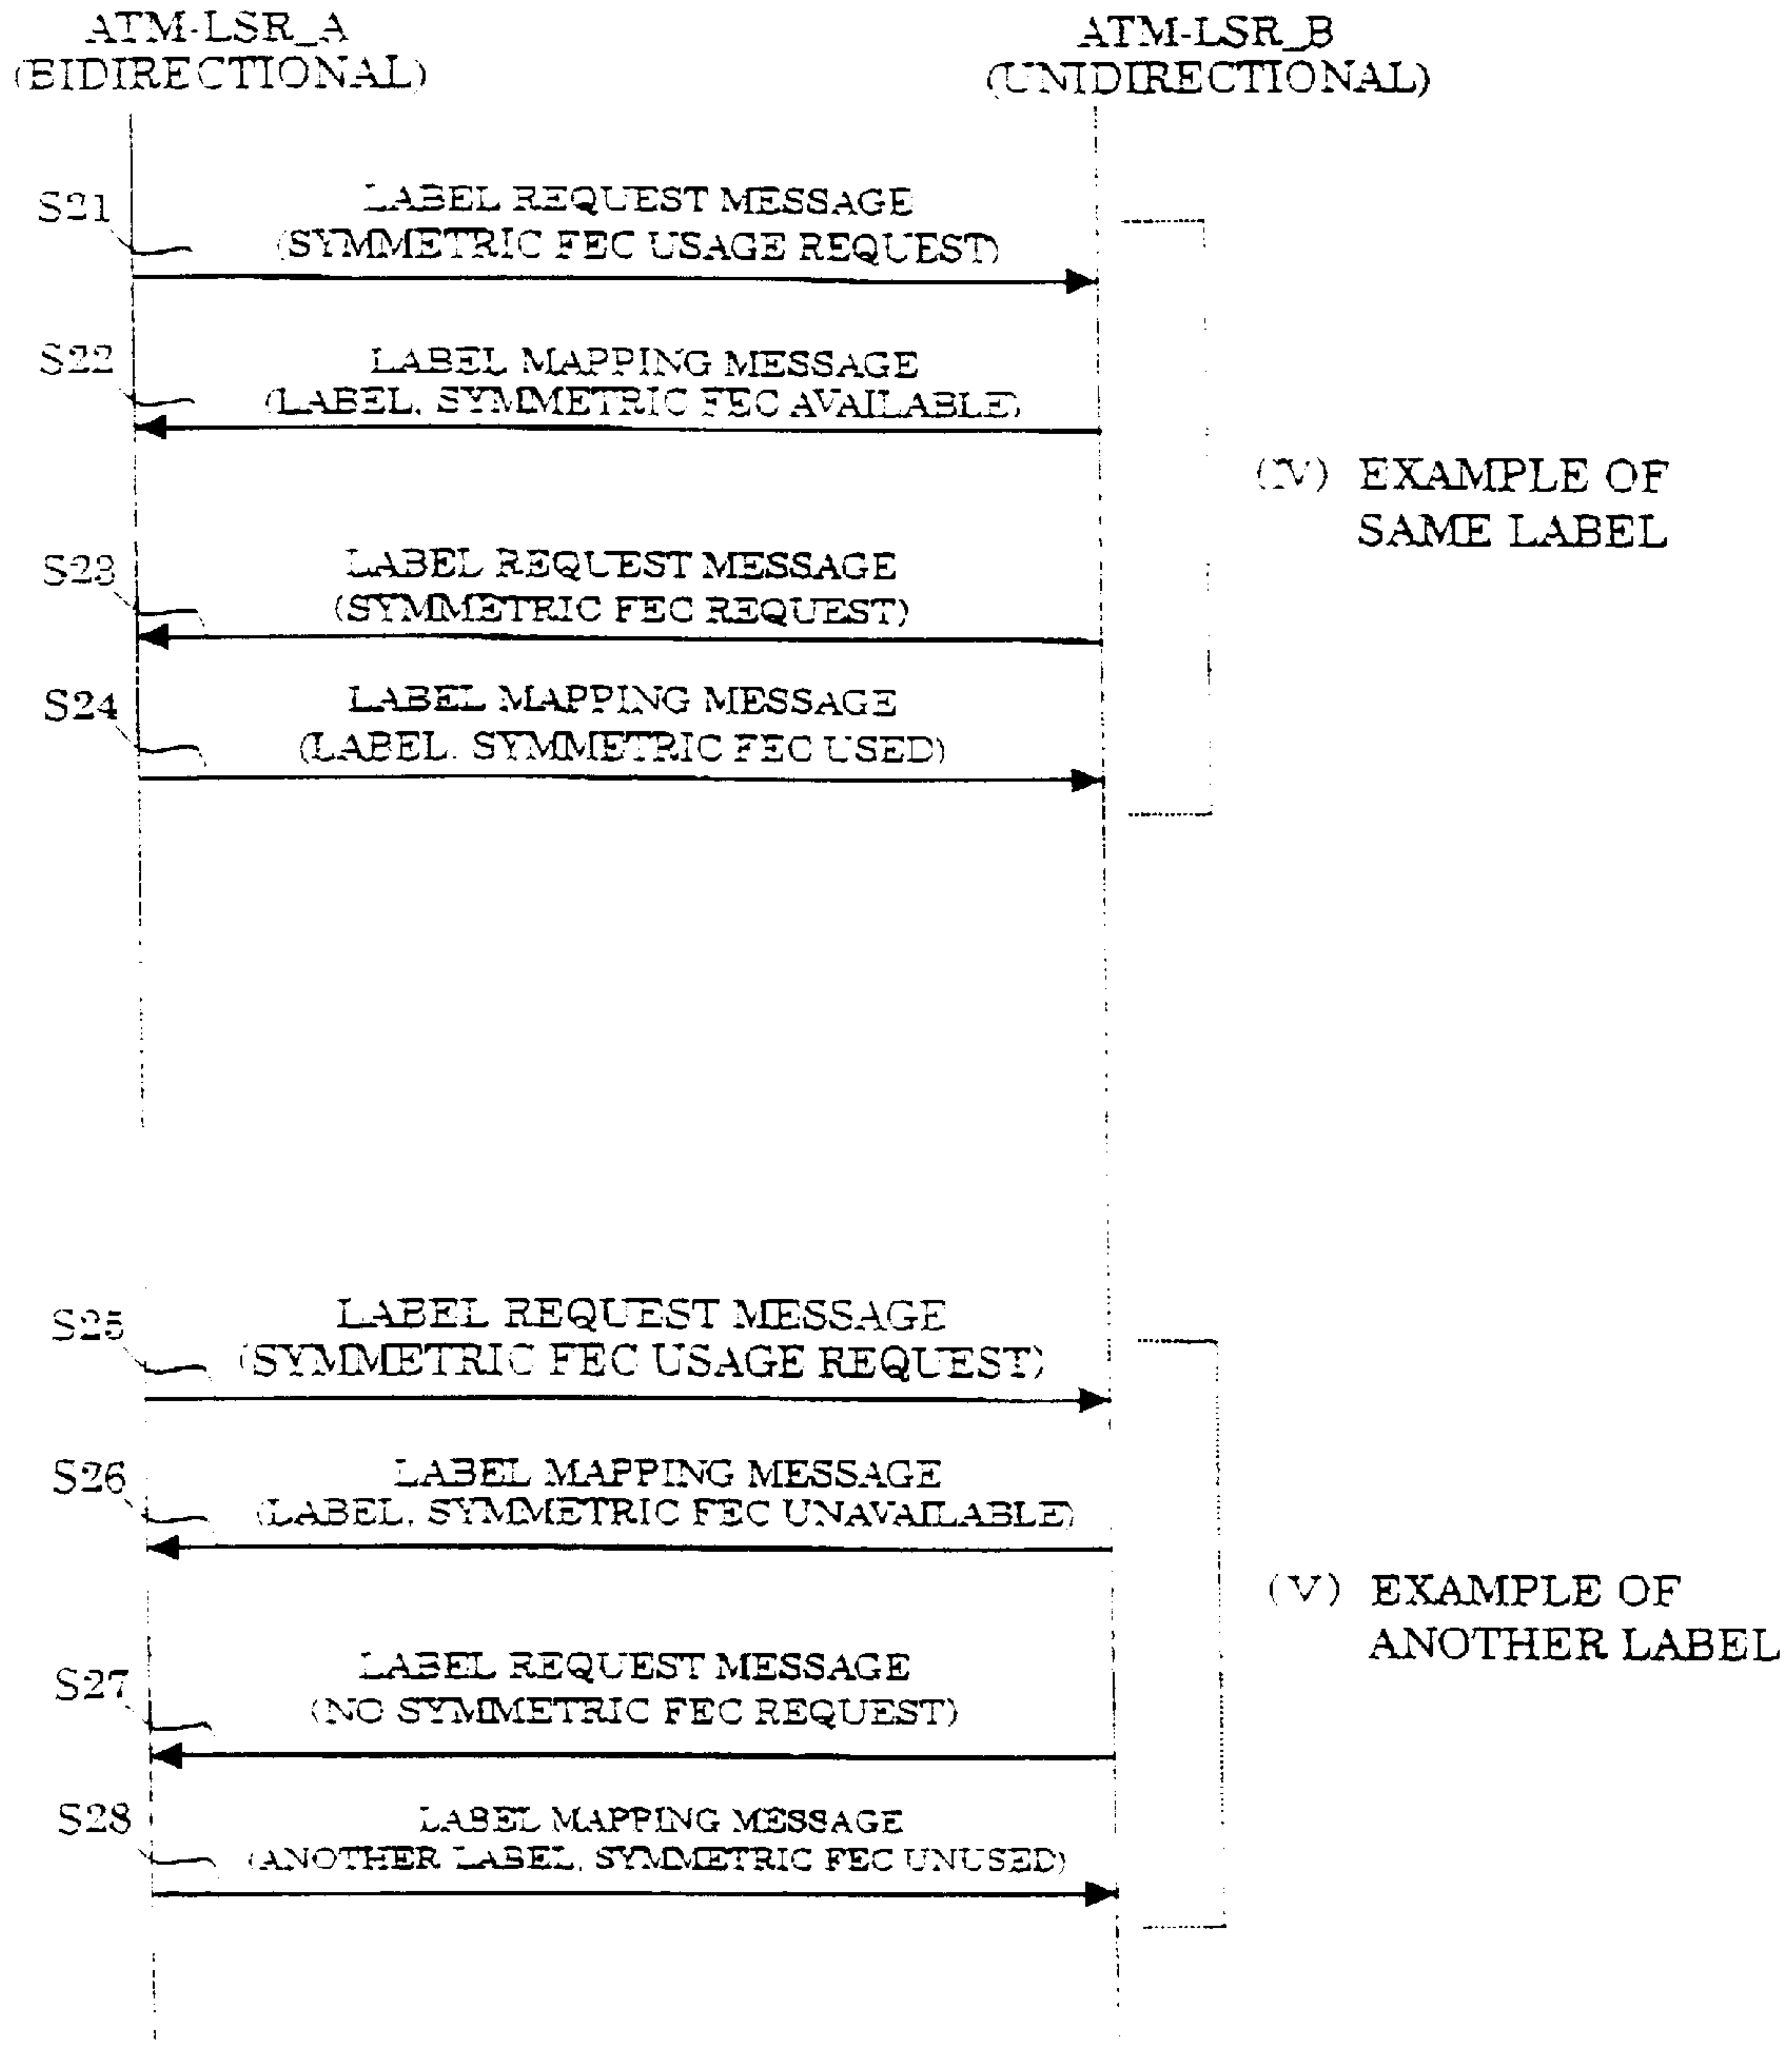 ATM-LSR_A
(BIDIRECTIONAL)
ATM-LSR_B
(UNIDIRECTIONAL)
S21
LABEL REQUEST MESSAGE
(SYMMETRIC FEC USAGE REQUEST)
S22
LABEL MAPPING MESSAGE
(LABEL, SYMMETRIC FEC AVAILABLE)
(IV) EXAMPLE OF
SAME LABEL
S23
LABEL REQUEST MESSAGE
(SYMMETRIC FEC REQUEST)
S24
LABEL MAPPING MESSAGE
(LABEL, SYMMETRIC FEC USED)
S25
LABEL REQUEST MESSAGE
(SYMMETRIC FEC USAGE REQUEST)
S26
LABEL MAPPING MESSAGE
(LABEL, SYMMETRIC FEC UNAVAILABLE)
(V) EXAMPLE OF
ANOTHER LABEL
S27
LABEL REQUEST MESSAGE
(NO SYMMETRIC FEC REQUEST)
S28
LABEL MAPPING MESSAGE
(ANOTHER LABEL, SYMMETRIC FEC UNUSED)